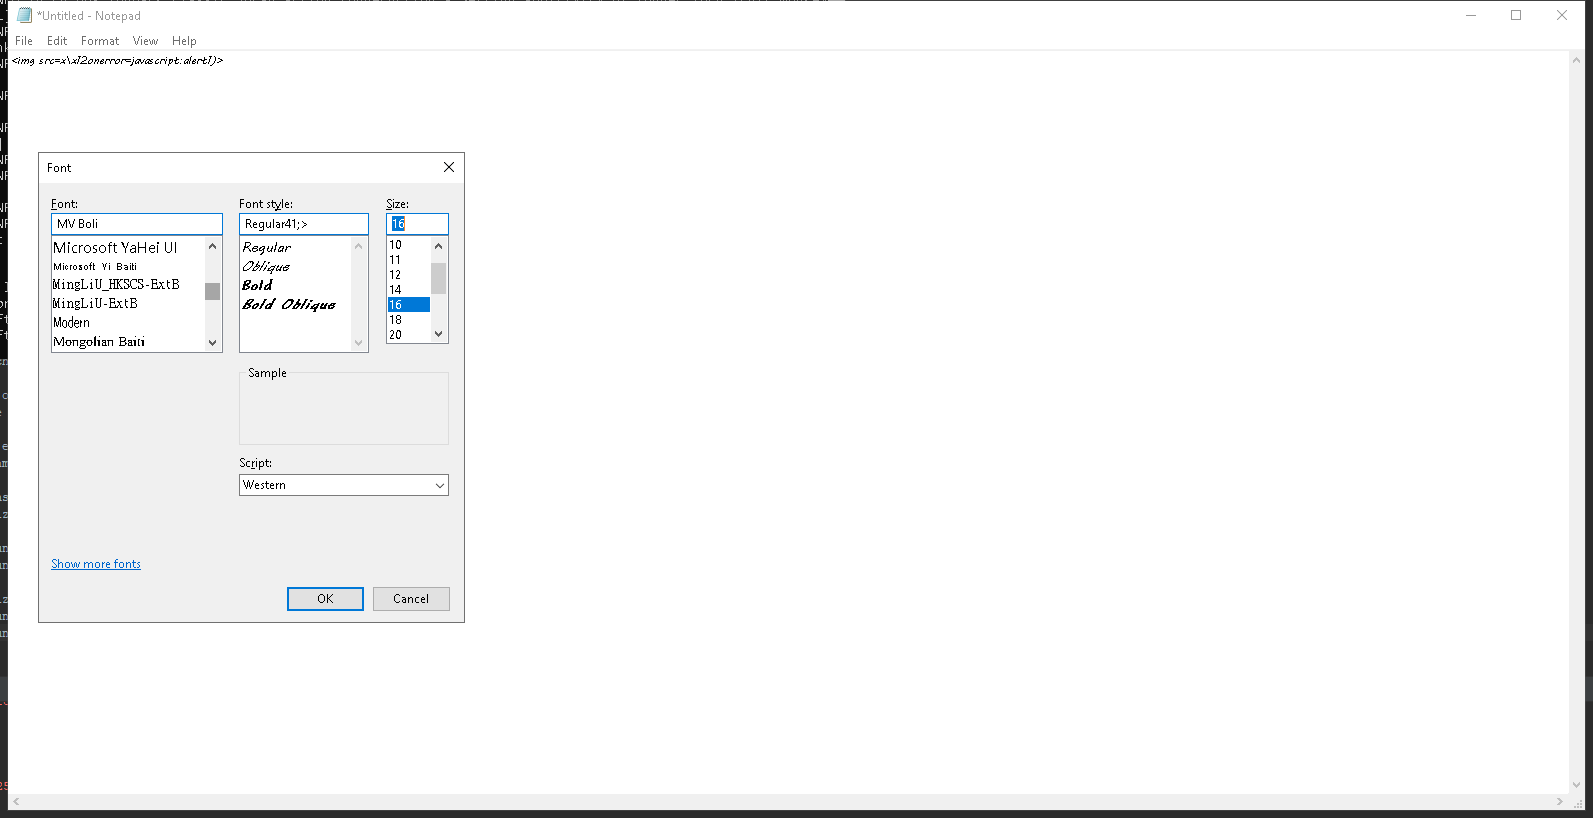 *Untitled - Notepad
File Edit Format View Help
<img src=x\x12onerror=javascript:alert1)>
Font
Font: Font style: Size:
MV Boli Regular41;> 16
Microsoft YaHei UI
Microsoft Yi Baiti
MingLiU_HKSCS-ExtB
MingLiU-ExtB
Modern
Mongolian Baiti
Regular
Oblique
Bold
Bold Oblique
10
11
12
14
16
18
20
Sample
Script:
Western
Show more fonts
OK Cancel